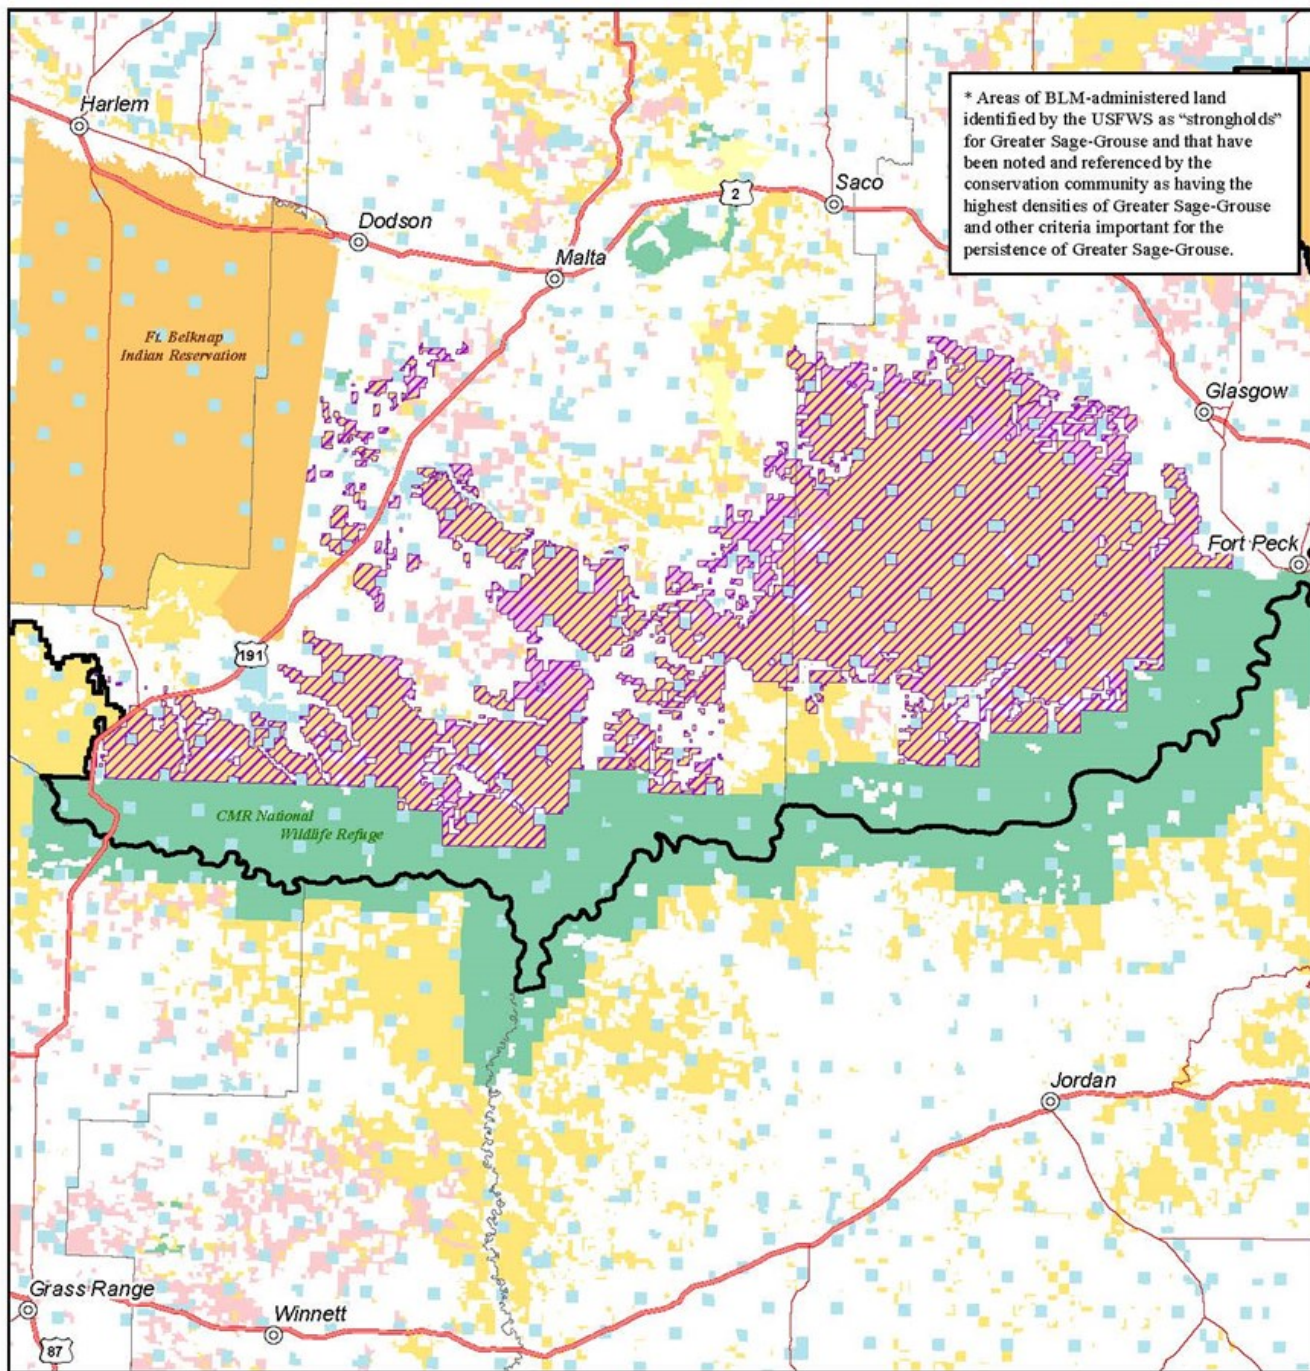 * Areas of BLM-administered land
identified by the USFWS as “strongholds”
for Greater Sage-Grouse and that have
been noted and referenced by the
conservation community as having the
highest densities of Greater Sage-Grouse
and other criteria important for the
persistence of Greater Sage-Grouse.
Harlem
Saco
2
Dodson
Malta
Ft. Belknap
Indian Reservation
Glasgow
Fort Peck
191
CMR National
Wildlife Refuge
Jordan
Grass Range
Winnett
87